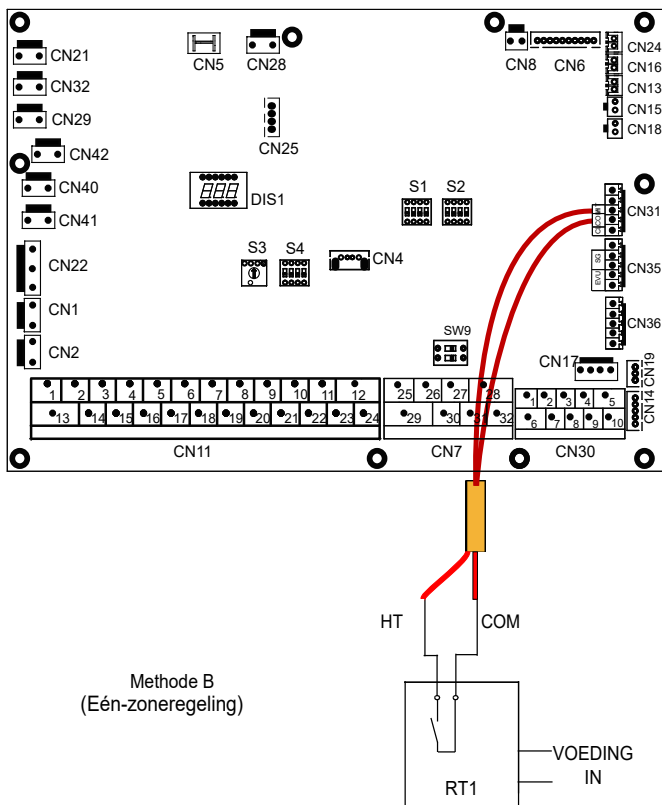 CN21
CN32
CN29
CN42
CN40
CN41
CN22
CN1
CN2
CN5
CN28
CN25
DIS1
S1 S2
S3 S4
CN4
SW9
CN8 CN6
CN24
CN16
CN13
CN15
CN18
CN31
SG
EVU
CN35
CN36
CN17
CN19
CN14
1 2 3 4 5 6 7 8 9 10 11 12
13 14 15 16 17 18 19 20 21 22 23 24
CN11
25 26 27 28
29 30 31 32
CN7
1 2 3 4 5
6 7 8 9 10
CN30
HT COM
Methode B
(Eén-zoneregeling)
RT1
VOEDING
IN